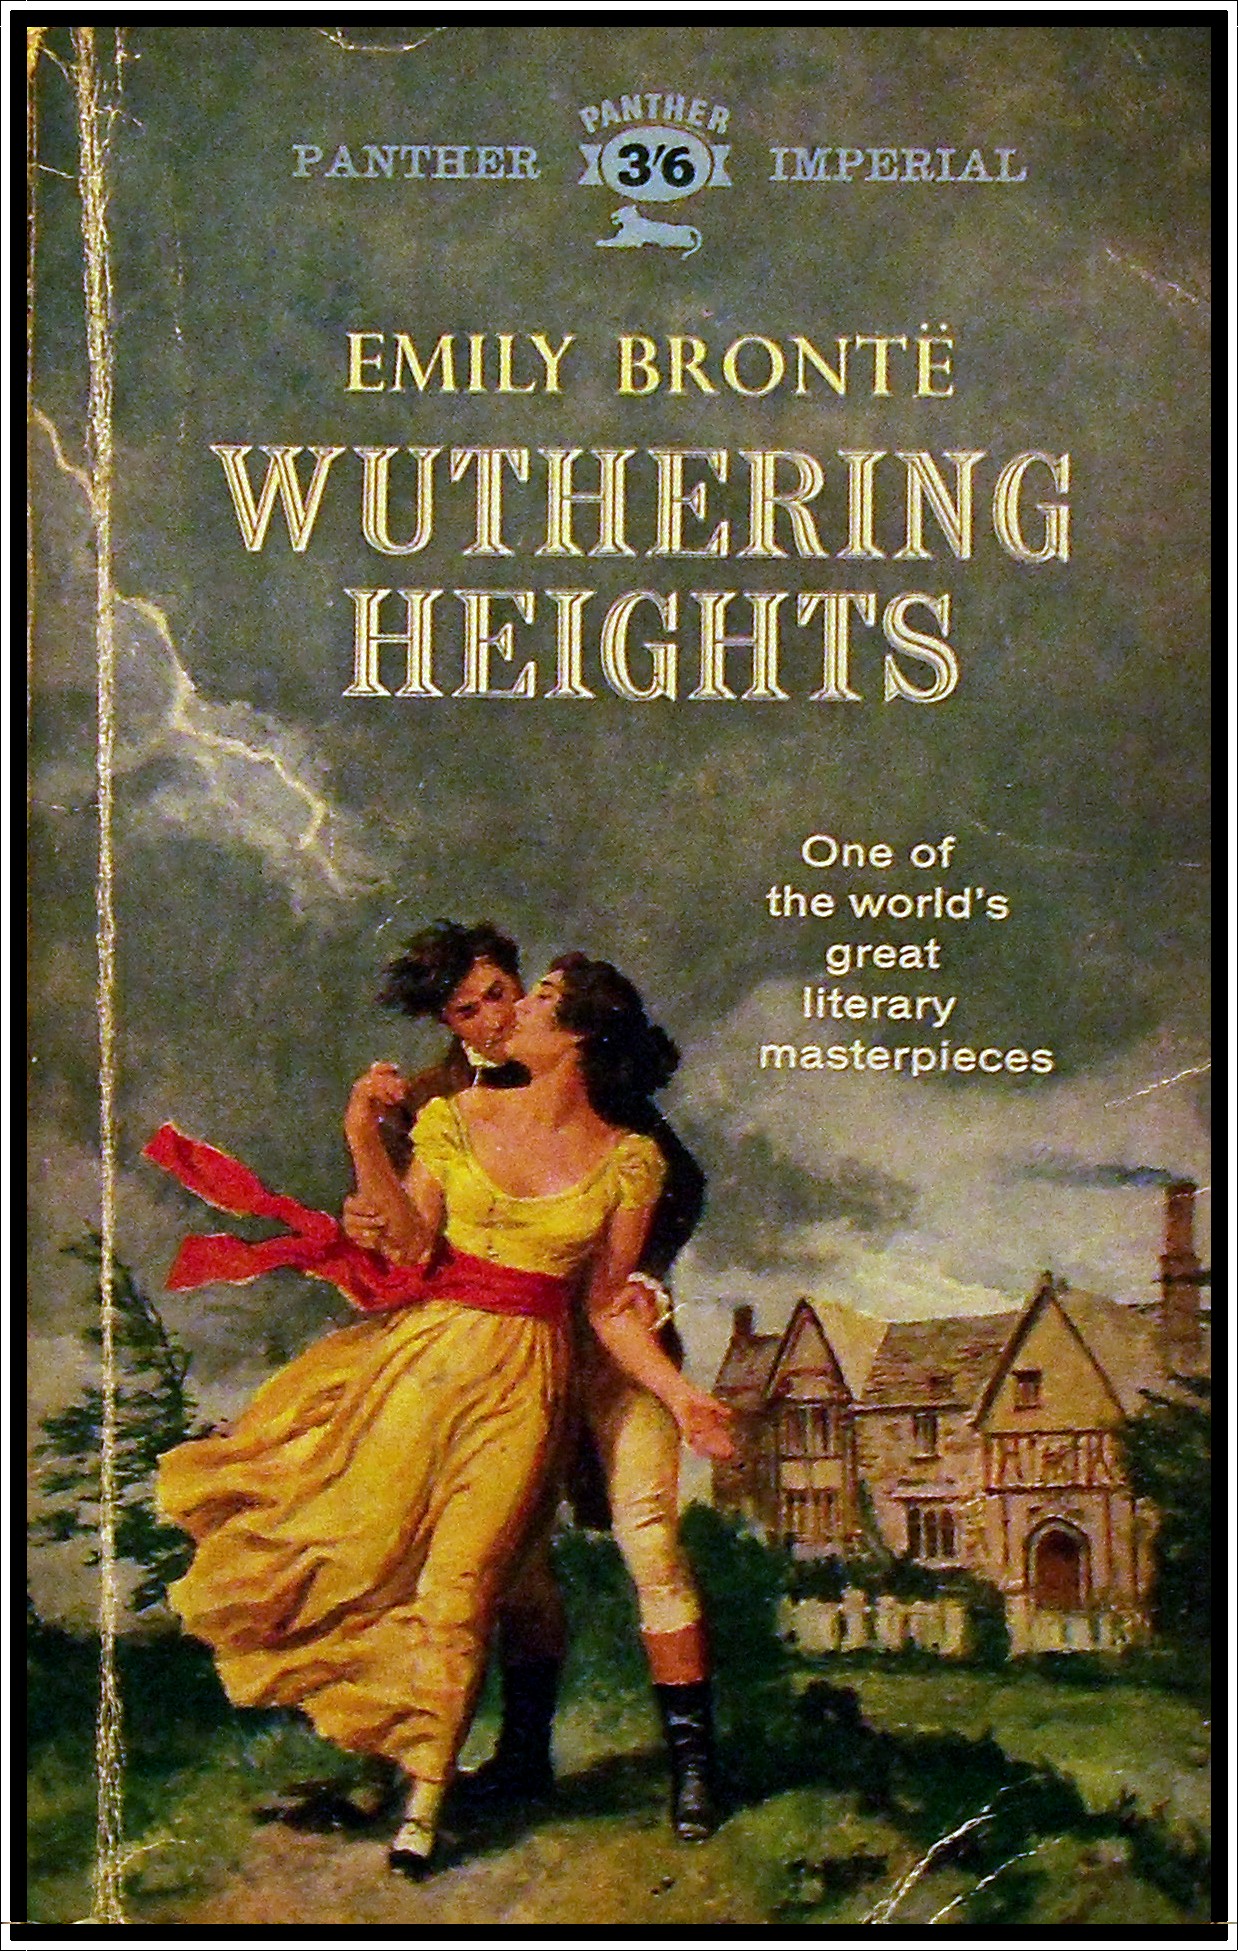 PANTHER
PANTHER 3/6 IMPERIAL
EMILY BRONTË
WUTHERING
HEIGHTS
One of
the world's
great
literary
masterpieces